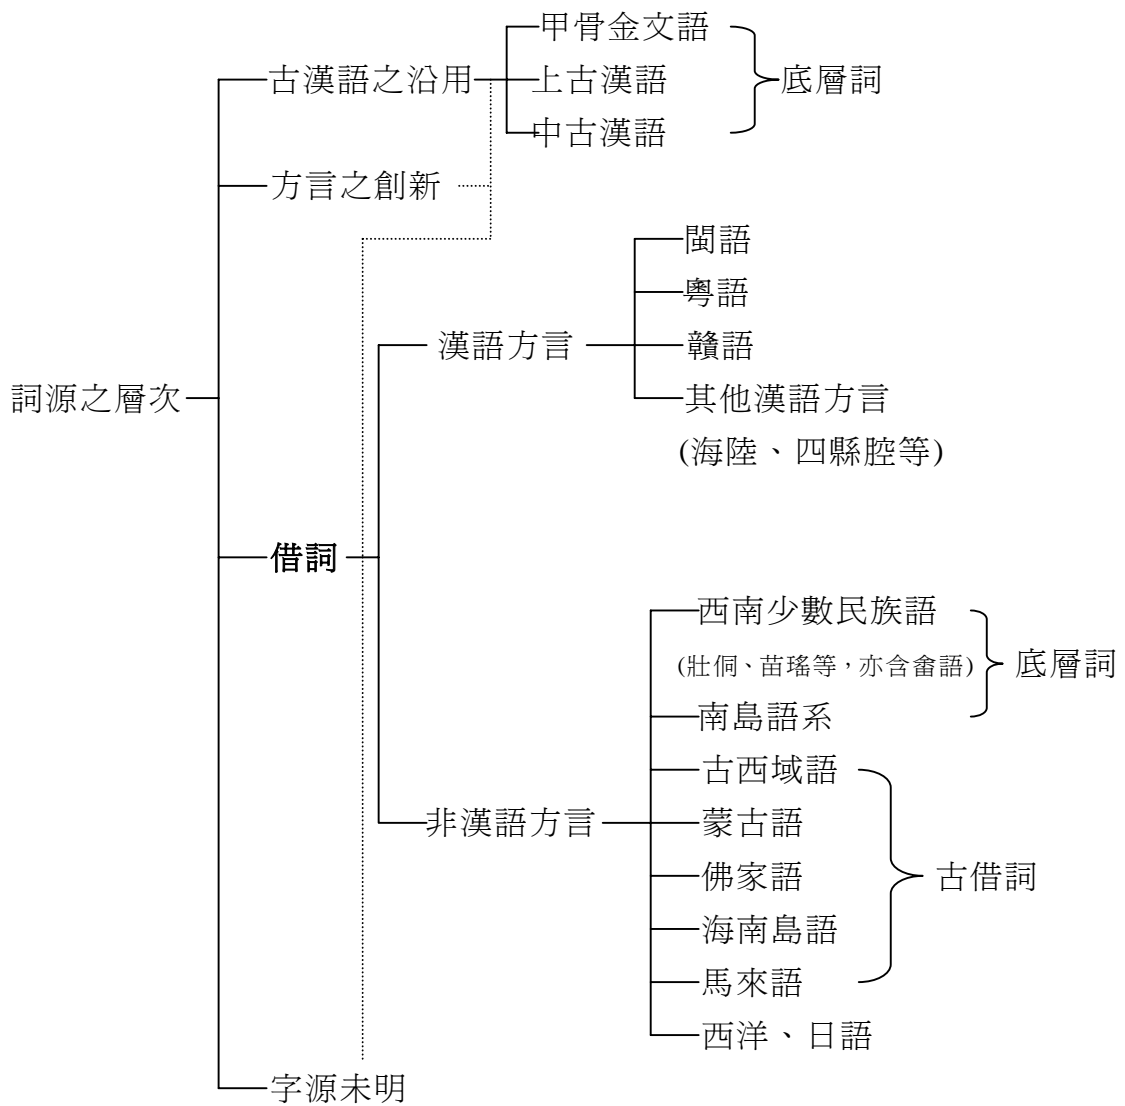 甲骨金文語
古漢語之沿用
上古漢語
底層詞
中古漢語
方言之創新
閩語
粵語
漢語方言
贛語
詞源之層次
其他漢語方言
(海陸、四縣腔等)
借詞
西南少數民族語
(壯侗、苗瑤等，亦含畬語)
底層詞
南島語系
古西域語
非漢語方言
蒙古語
佛家語
古借詞
海南島語
馬來語
西洋、日語
字源未明